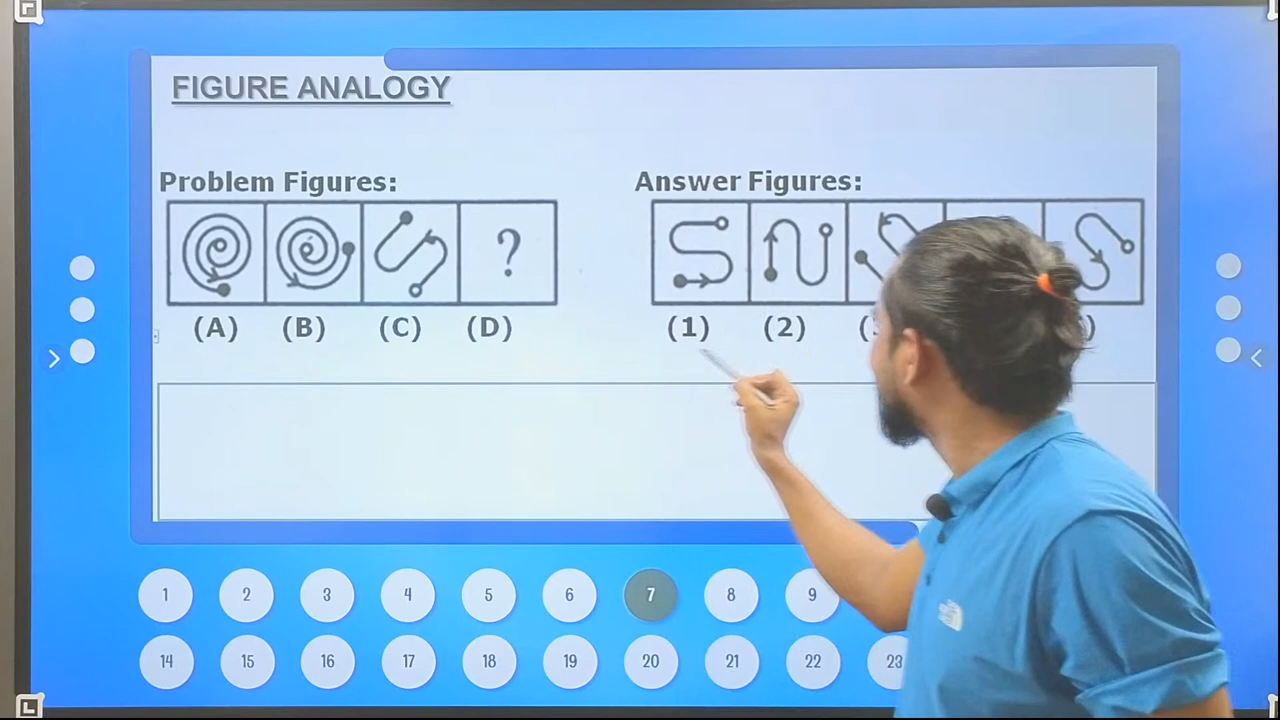 FIGURE ANALOGY
Problem Figures:
Answer Figures:
?
(A) (B) (C) (D)
(1) (2)
1 2 3 4 5 6 7 8 9
14 15 16 17 18 19 20 21 22 23